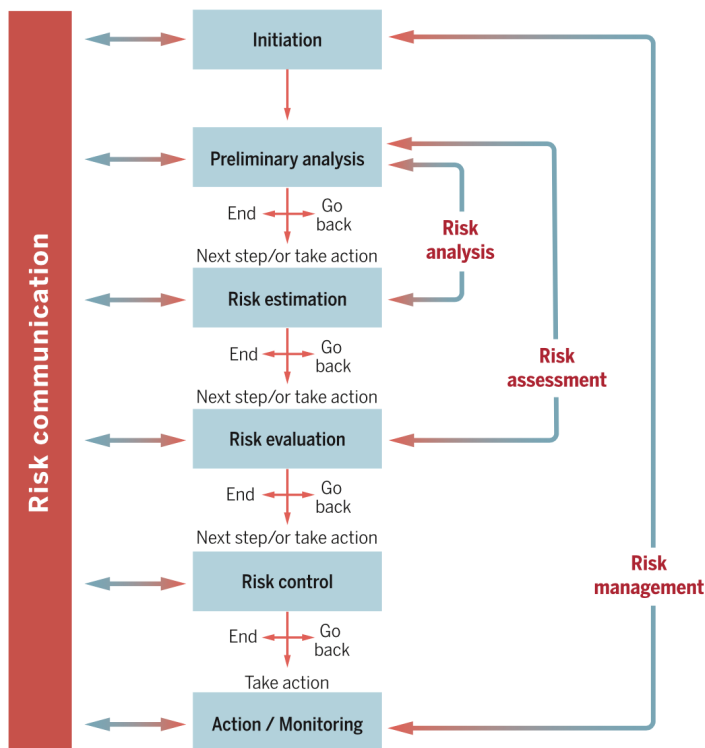 Risk communication
Initiation
Preliminary analysis
End
Go
back
Next step/or take action
Risk
analysis
Risk estimation
End
Go
back
Next step/or take action
Risk
assessment
Risk evaluation
End
Go
back
Next step/or take action
Risk control
Risk
management
End
Go
back
Take action
Action / Monitoring